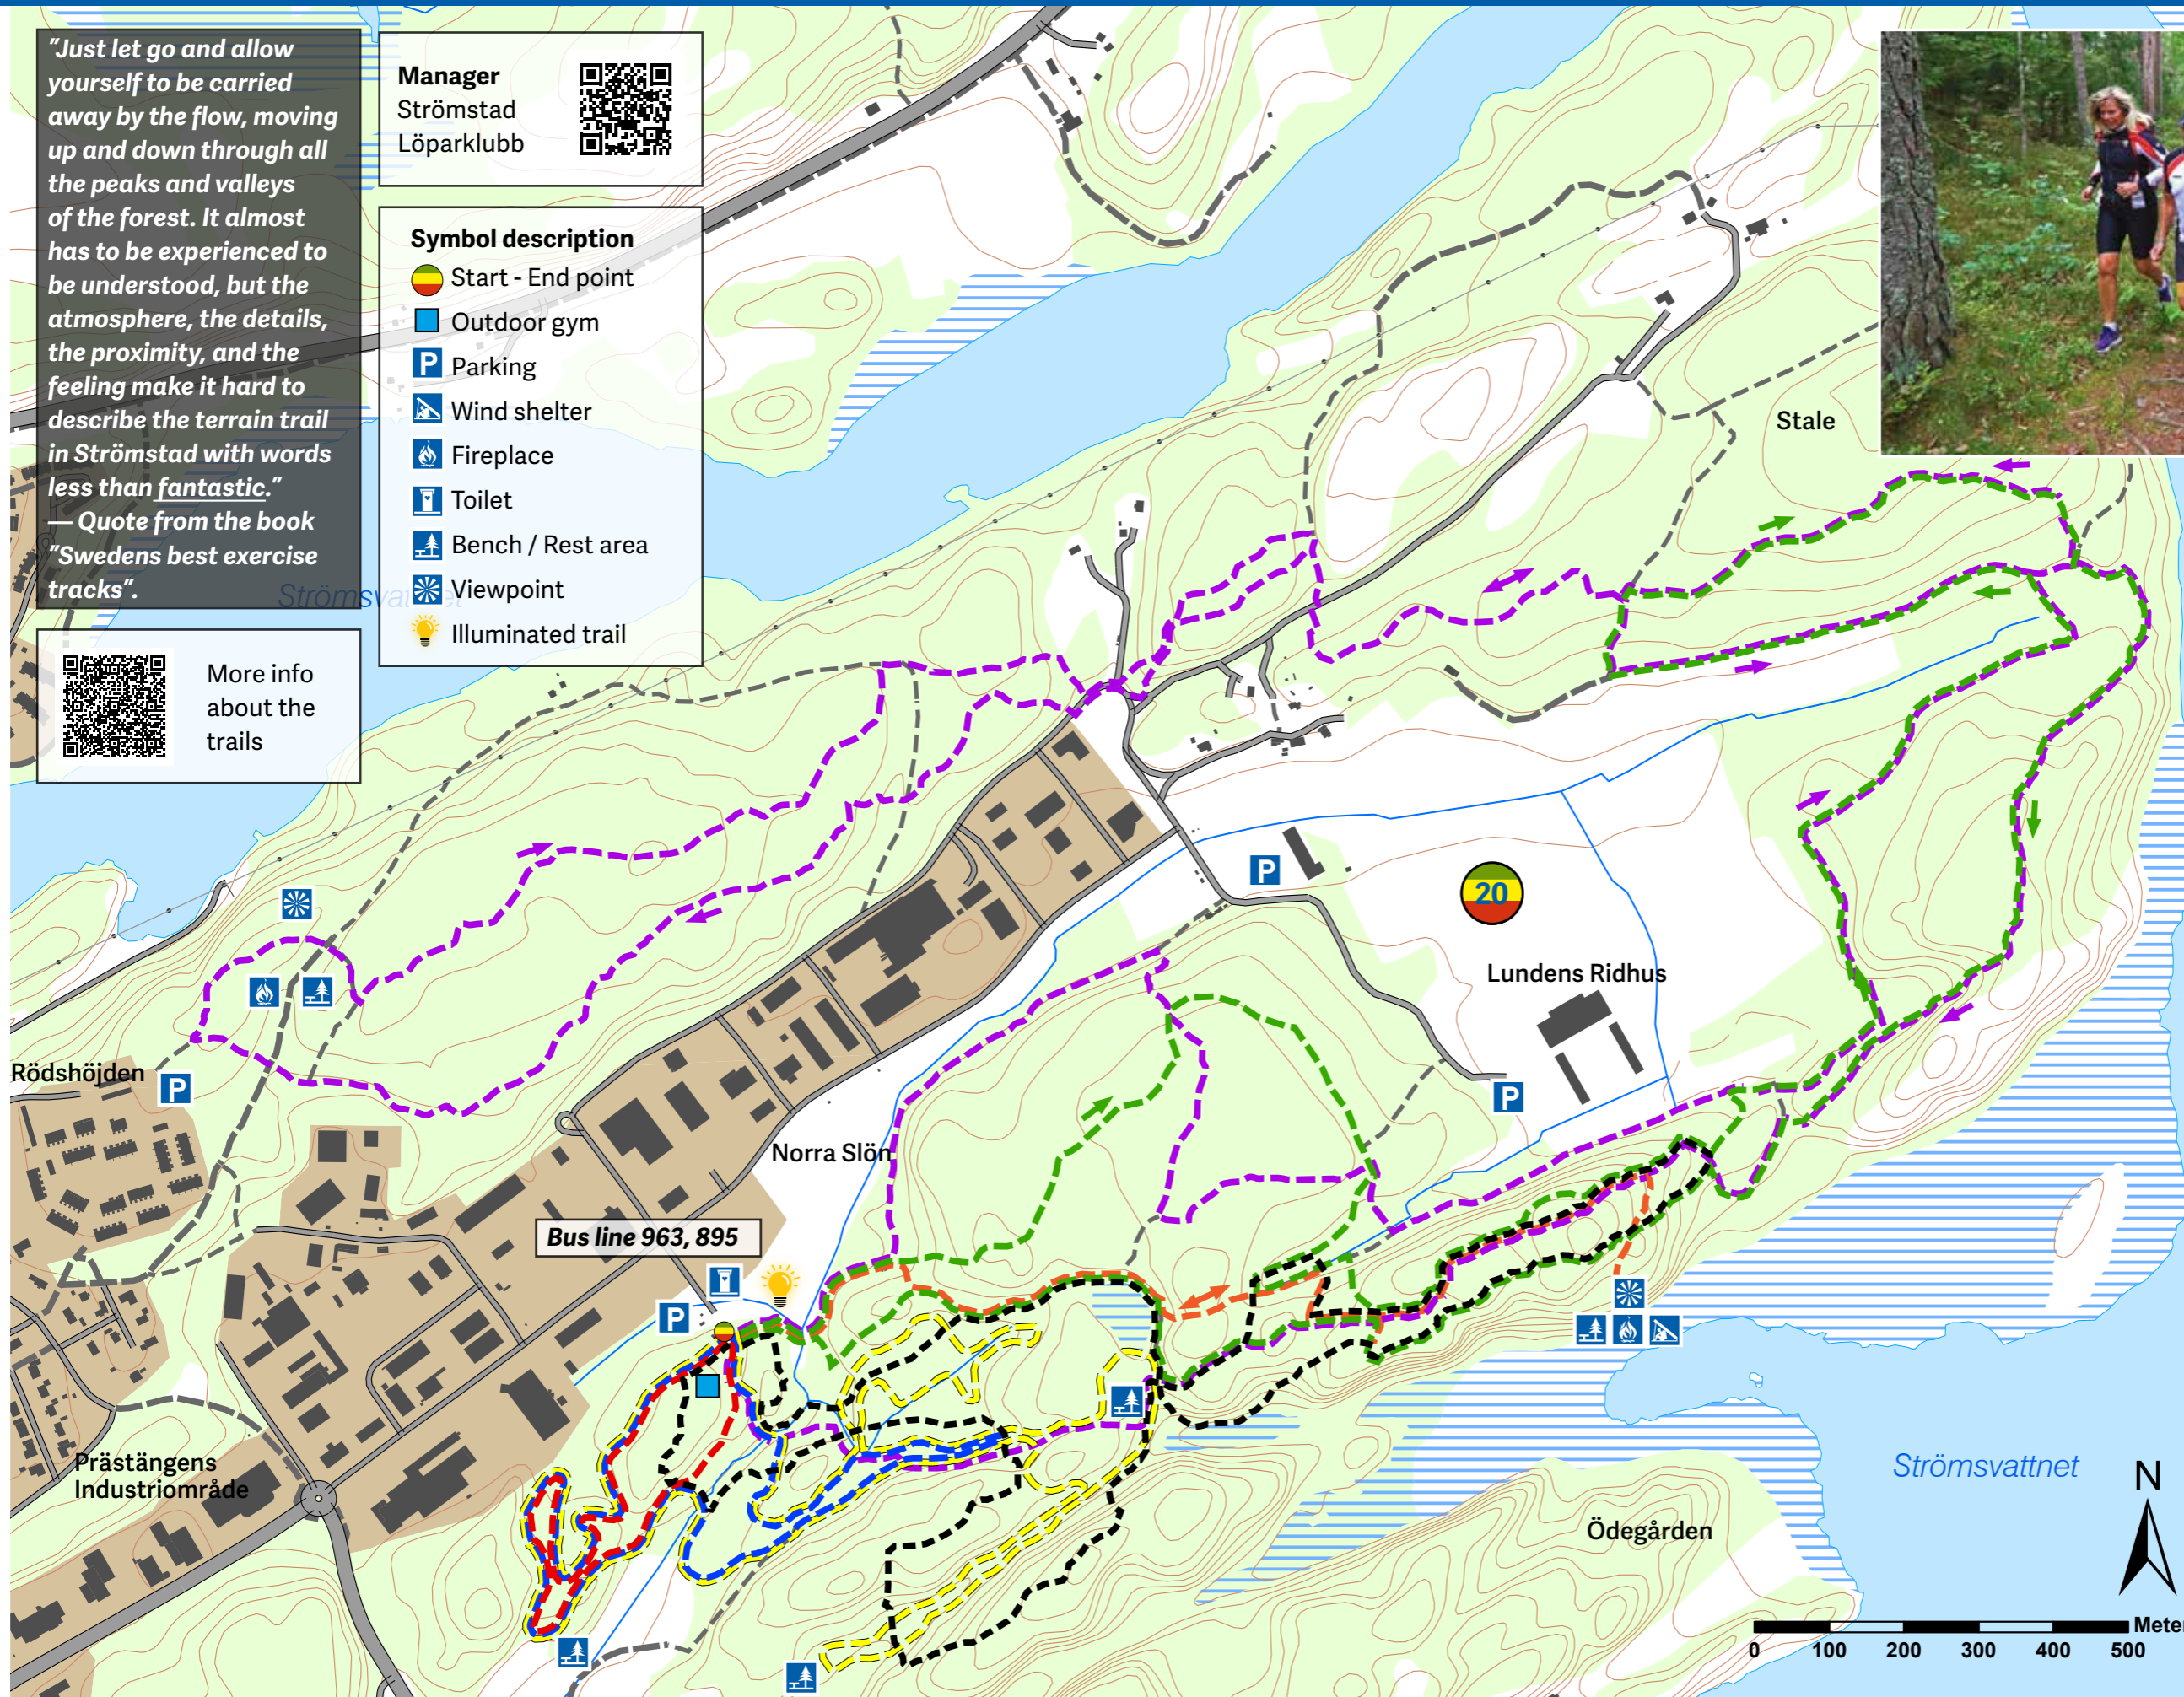 "Just let go and allow
yourself to be carried
away by the flow, moving
up and down through all
the peaks and valleys
of the forest. It almost
has to be experienced to
be understood, but the
atmosphere, the details,
the proximity, and the
feeling make it hard to
describe the terrain trail
in Strömstad with words
less than fantastic."
— Quote from the book
"Swedens best exercise
tracks".
Manager
Strömstad
Löparklubb
Symbol description
Start - End point
Outdoor gym
P Parking
Wind shelter
Fireplace
Toilet
Bench / Rest area
Viewpoint
Illuminated trail
Strömsvattnet
More info
about the
trails
Stale
P
20
Lundens Ridhus
Rödshöjden
P
P
Norra Slön
Bus line 963, 895
P
Prästängens
Industriområde
Strömsvattnet
N
Ödegården
Mete
0 100 200 300 400 500